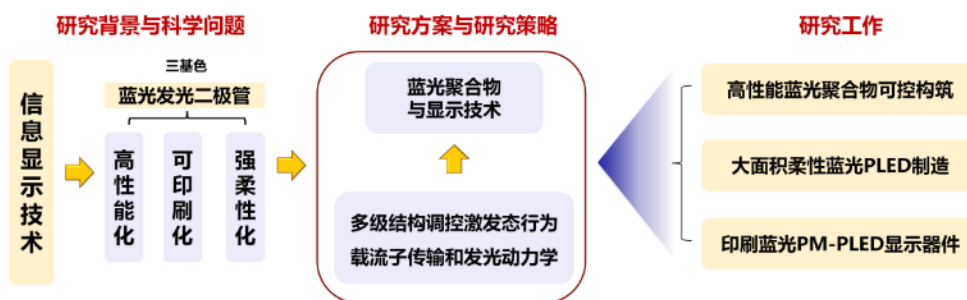 研究背景与科学问题
研究方案与研究策略
研究工作
信息显示技术
三基色
蓝光发光二极管
高性能化
可印刷化
强柔性化
蓝光聚合物
与显示技术
多级结构调控激发态行为
载流子传输和发光动力学
高性能蓝光聚合物可控构筑
大面积柔性蓝光PLED制造
印刷蓝光PM-PLED显示器件